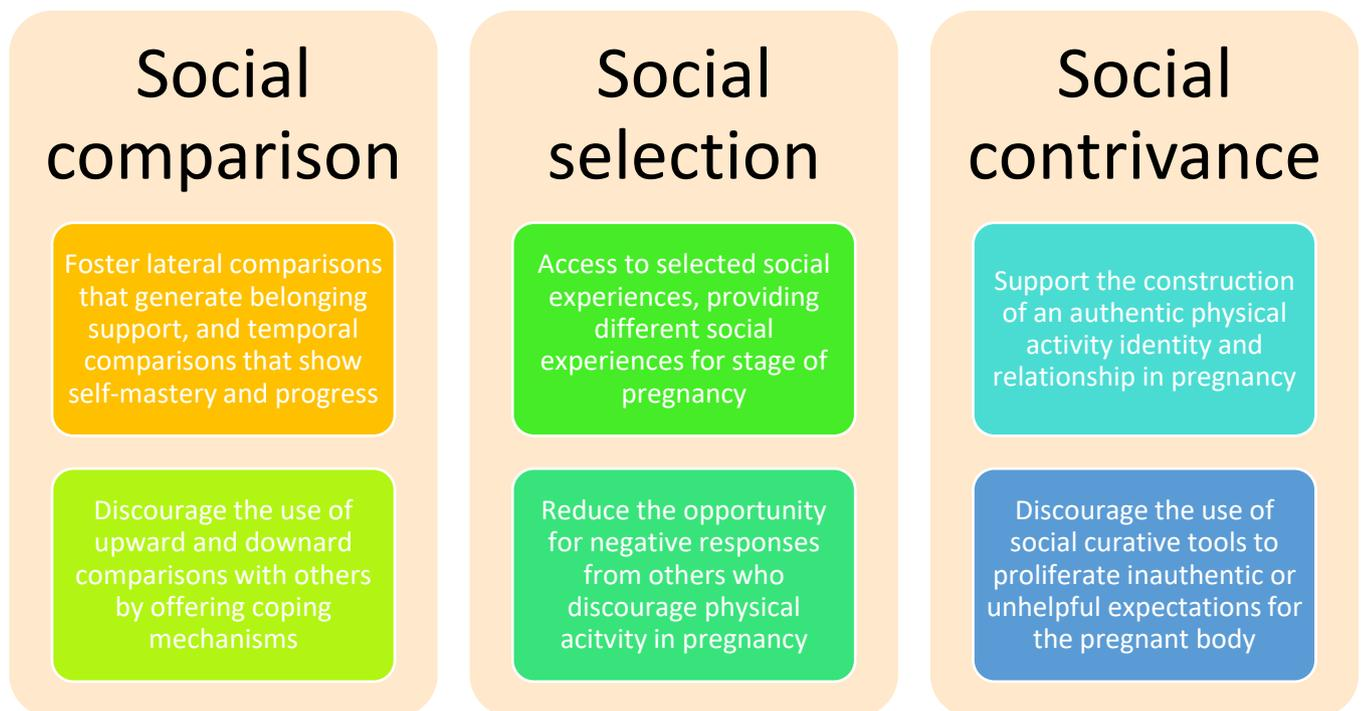 Social
comparison
Foster lateral comparisons
that generate belonging
support, and temporal
comparisons that show
self-mastery and progress
Discourage the use of
upward and downard
comparisons with others
by offering coping
mechanisms
Social
selection
Access to selected social
experiences, providing
different social
experiences for stage of
pregnancy
Reduce the opportunity
for negative responses
from others who
discourage physical
acitvity in pregnancy
Social
contrivance
Support the construction
of an authentic physical
activity identity and
relationship in pregnancy
Discourage the use of
social curative tools to
proliferate inauthentic or
unhelpful expectations for
the pregnant body